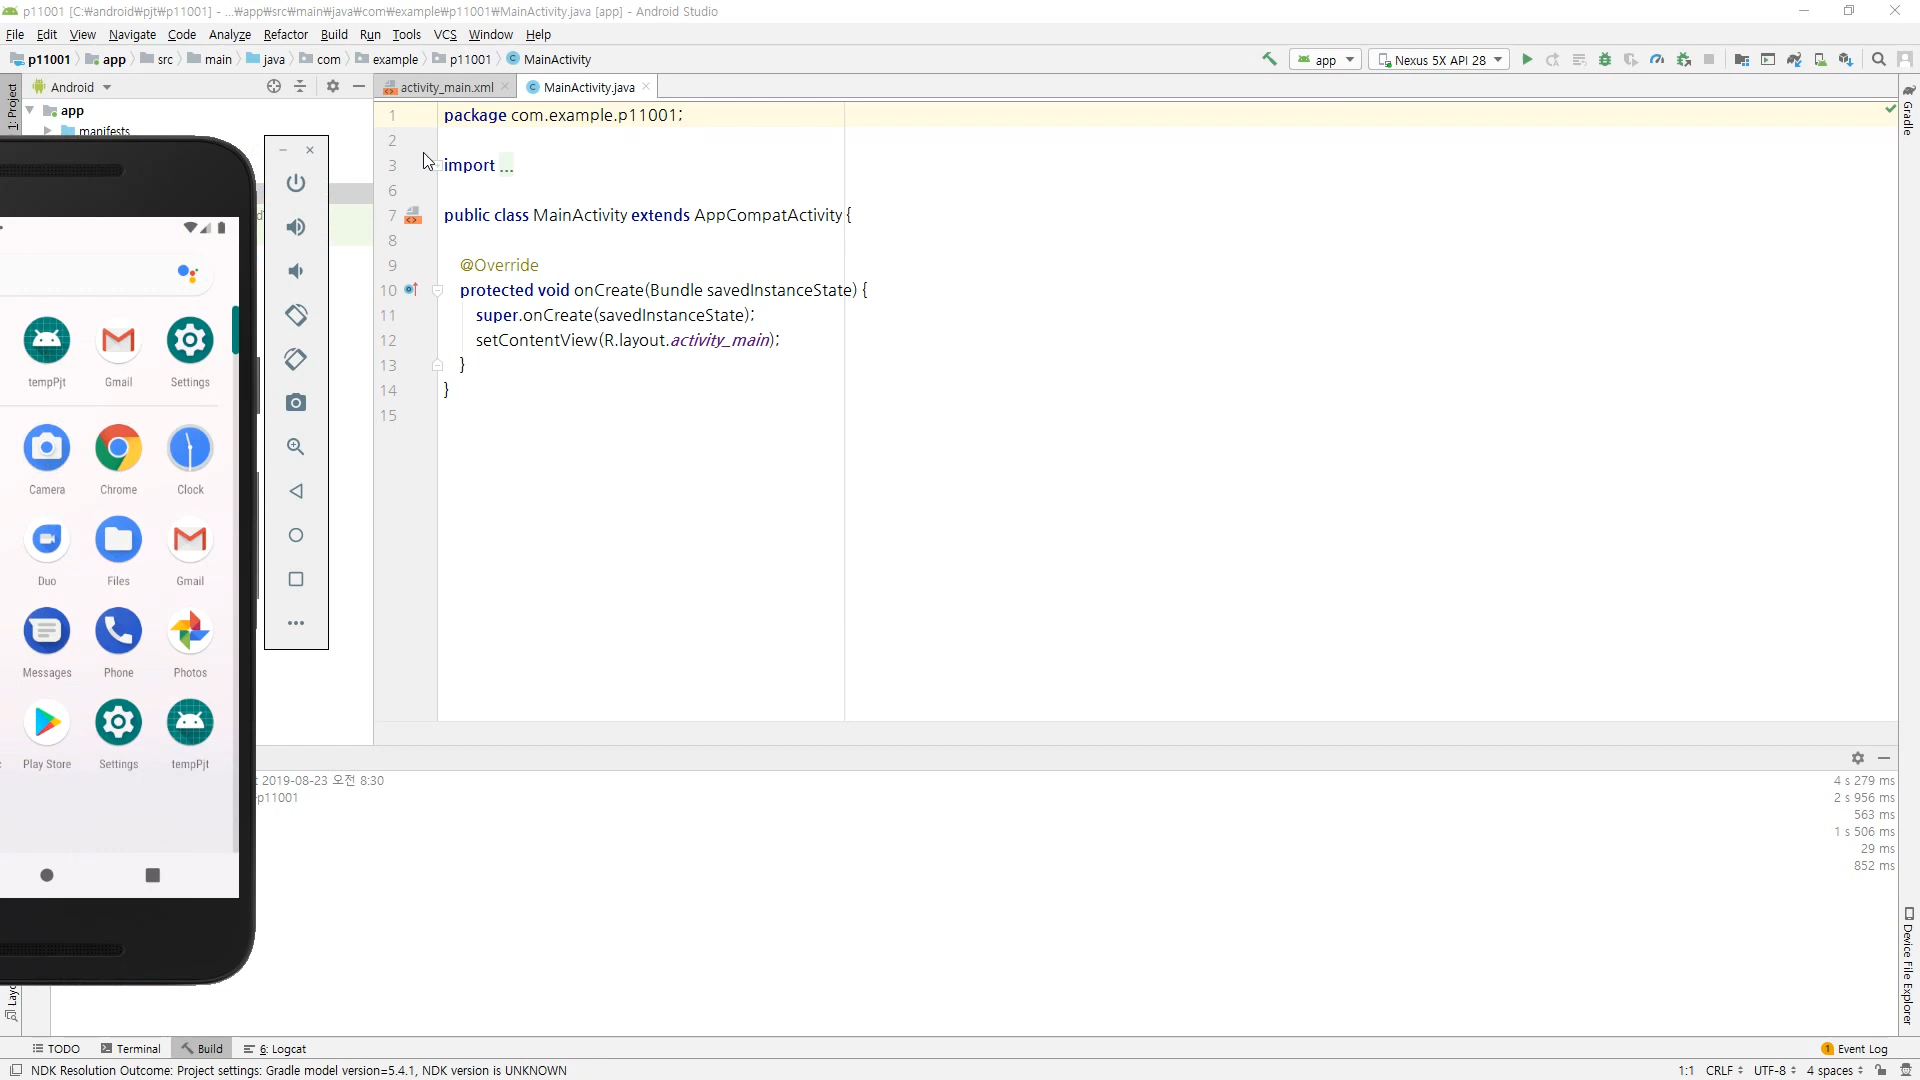 p11001 [C:₩android₩pjt₩p11001] - ...₩app₩src₩main₩java₩com₩example₩p11001₩MainActivity.java [app] - Android Studio
File Edit View Navigate Code Analyze Refactor Build Run Tools VCS Window Help
p11001 app src main java com example p11001 MainActivity
app Nexus 5X API 28
1: Project
Android
activity_main.xml MainActivity.java
app
manifests
Gradle
1 package com.example.p11001;
2
3 import ...
6
7 public class MainActivity extends AppCompatActivity {
8
9 @Override
10 protected void onCreate(Bundle savedInstanceState) {
11 super.onCreate(savedInstanceState);
12 setContentView(R.layout.activity_main);
13 }
14 }
15
tempPjt Gmail Settings
Camera Chrome Clock
Duo Files Gmail
Messages Phone Photos
Play Store Settings tempPjt
2019-08-23 오전 8:30
p11001
4 s 279 ms
2 s 956 ms
563 ms
1 s 506 ms
29 ms
852 ms
Device File Explorer
TODO Terminal Build 6: Logcat
1 Event Log
NDK Resolution Outcome: Project settings: Gradle model version=5.4.1, NDK version is UNKNOWN
1:1 CRLF UTF-8 4 spaces